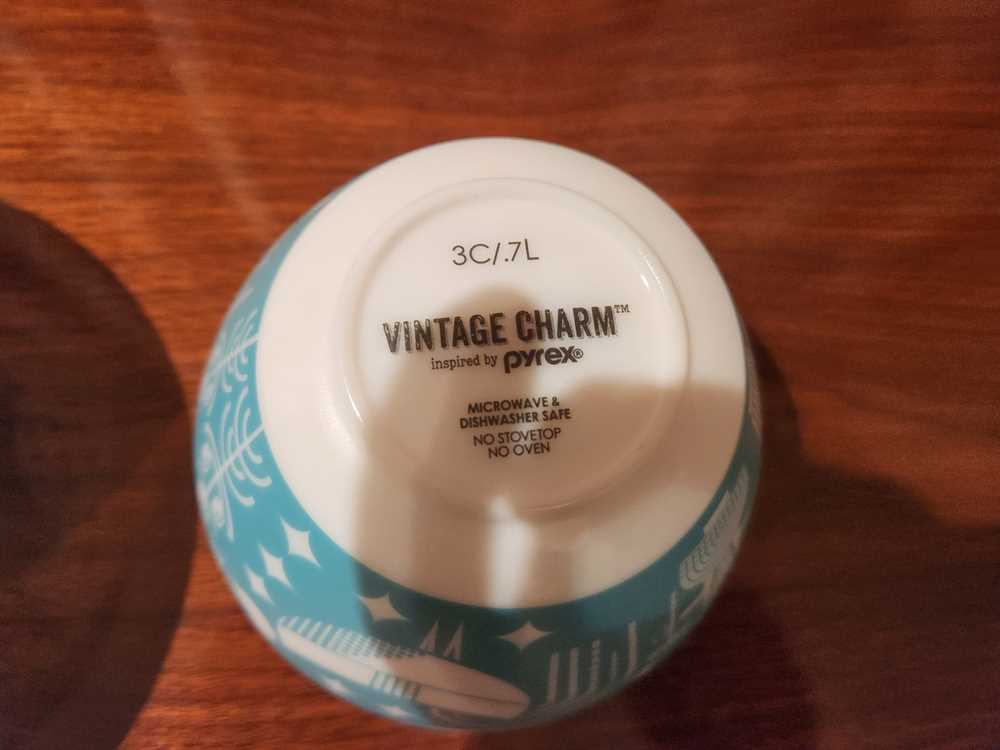 3C/.7L
VINTAGE CHARM™
inspired by pyrex®
MICROWAVE &
DISHWASHER SAFE
NO STOVETOP
NO OVEN